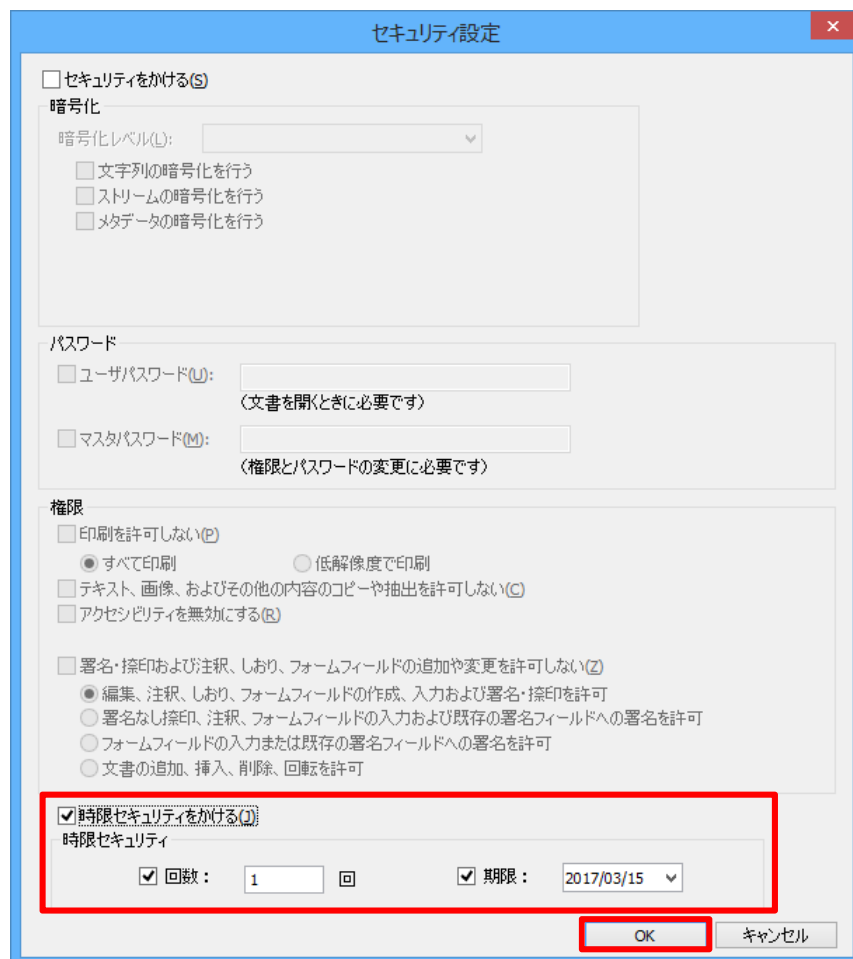 セキュリティ設定
セキュリティをかける(S)
暗号化
暗号化レベル(L):
文字列の暗号化を行う
ストリームの暗号化を行う
メタデータの暗号化を行う
パスワード
ユーザパスワード(U):
(文書を開くときに必要です)
マスタパスワード(M):
(権限とパスワードの変更に必要です)
権限
印刷を許可しない(P)
すべて印刷 低解像度で印刷
テキスト、画像、およびその他の内容のコピーや抽出を許可しない(C)
アクセシビリティを無効にする(R)
署名・捺印および注釈、しおり、フォームフィールドの追加や変更を許可しない(Z)
編集、注釈、しおり、フォームフィールドの作成、入力および署名・捺印を許可
署名なし捺印、注釈、フォームフィールドの入力および既存の署名フィールドへの署名を許可
フォームフィールドの入力または既存の署名フィールドへの署名を許可
文書の追加、挿入、削除、回転を許可
時限セキュリティをかける(J)
時限セキュリティ
回数： 1 回 期限： 2017/03/15
OK キャンセル